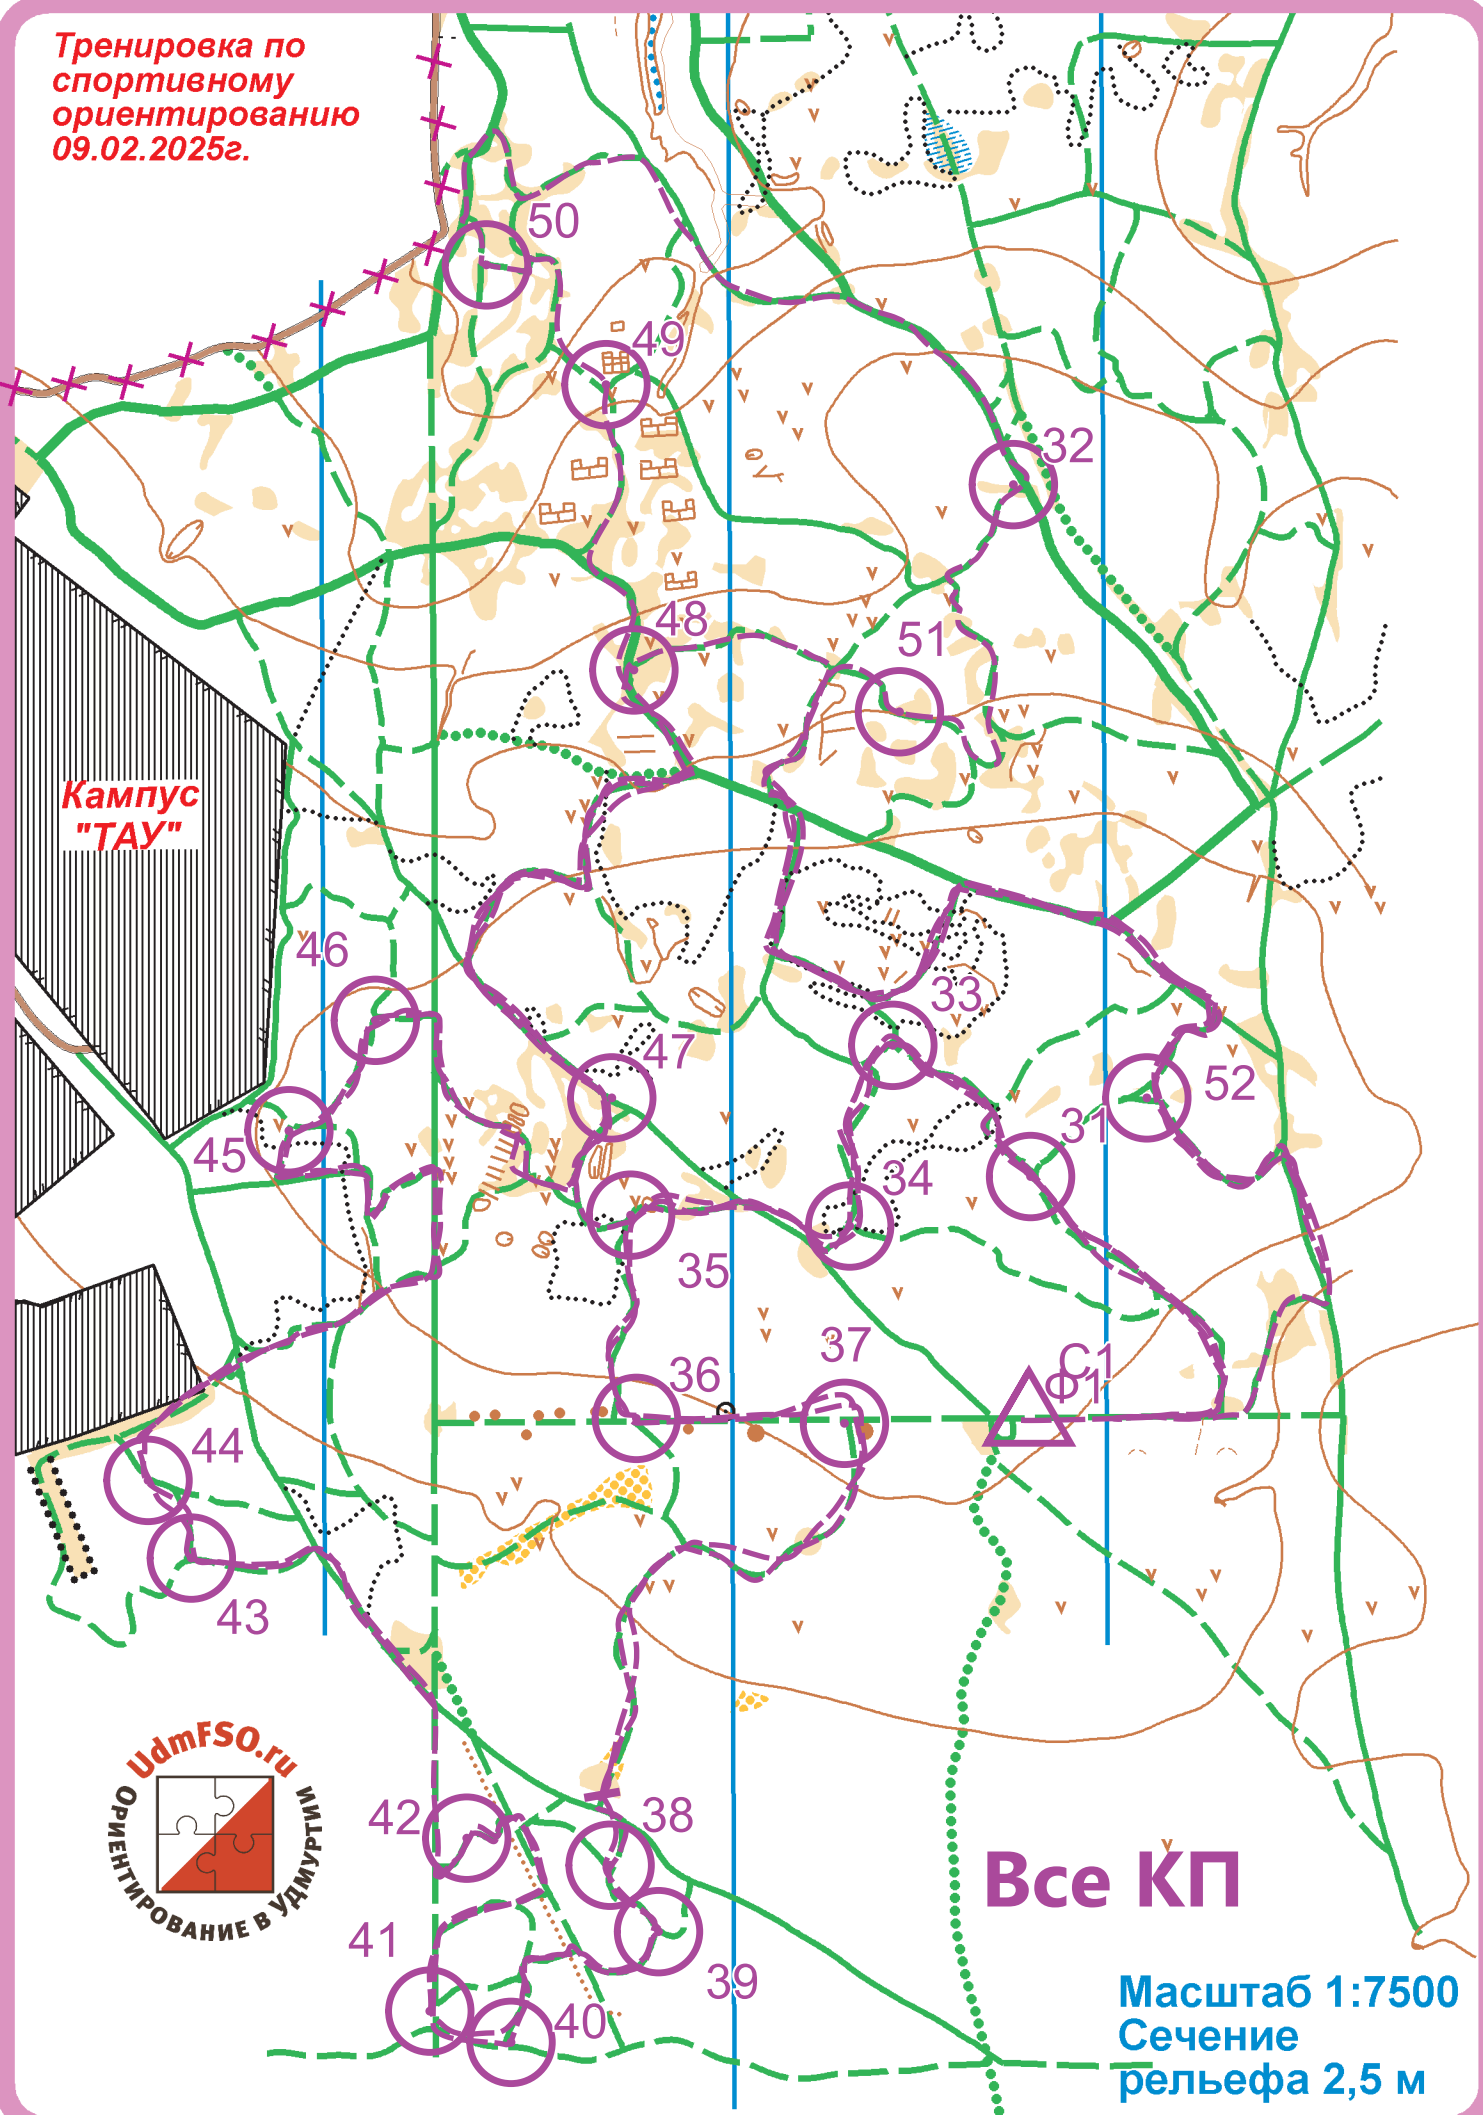 Тренировка по
спортивному
ориентированию
09.02.2025г.
50
49
32
48
51
Кампус
"ТАУ"
46
33
47
52
31
45
34
35
37
С1
Ф1
36
44
43
UdmFSO.ru
ОРИЕНТИРОВАНИЕ В УДМУРТИИ
42
38
Все КП
41
39
40
Масштаб 1:7500
Сечение
рельефа 2,5 м